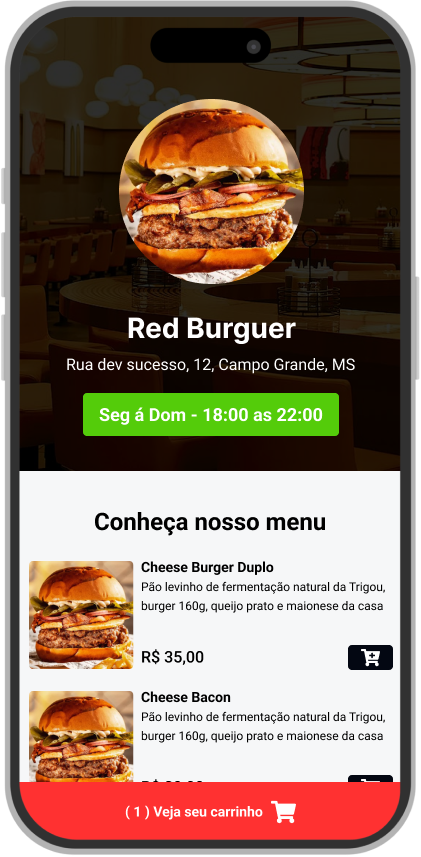 Red Burguer
Rua dev sucesso, 12, Campo Grande, MS
Seg á Dom - 18:00 as 22:00
Conheça nosso menu
Cheese Burger Duplo
Pão levinho de fermentação natural da Trigou,
burger 160g, queijo prato e maionese da casa
R$ 35,00
Cheese Bacon
Pão levinho de fermentação natural da Trigou,
burger 160g, queijo prato e maionese da casa
( 1 ) Veja seu carrinho